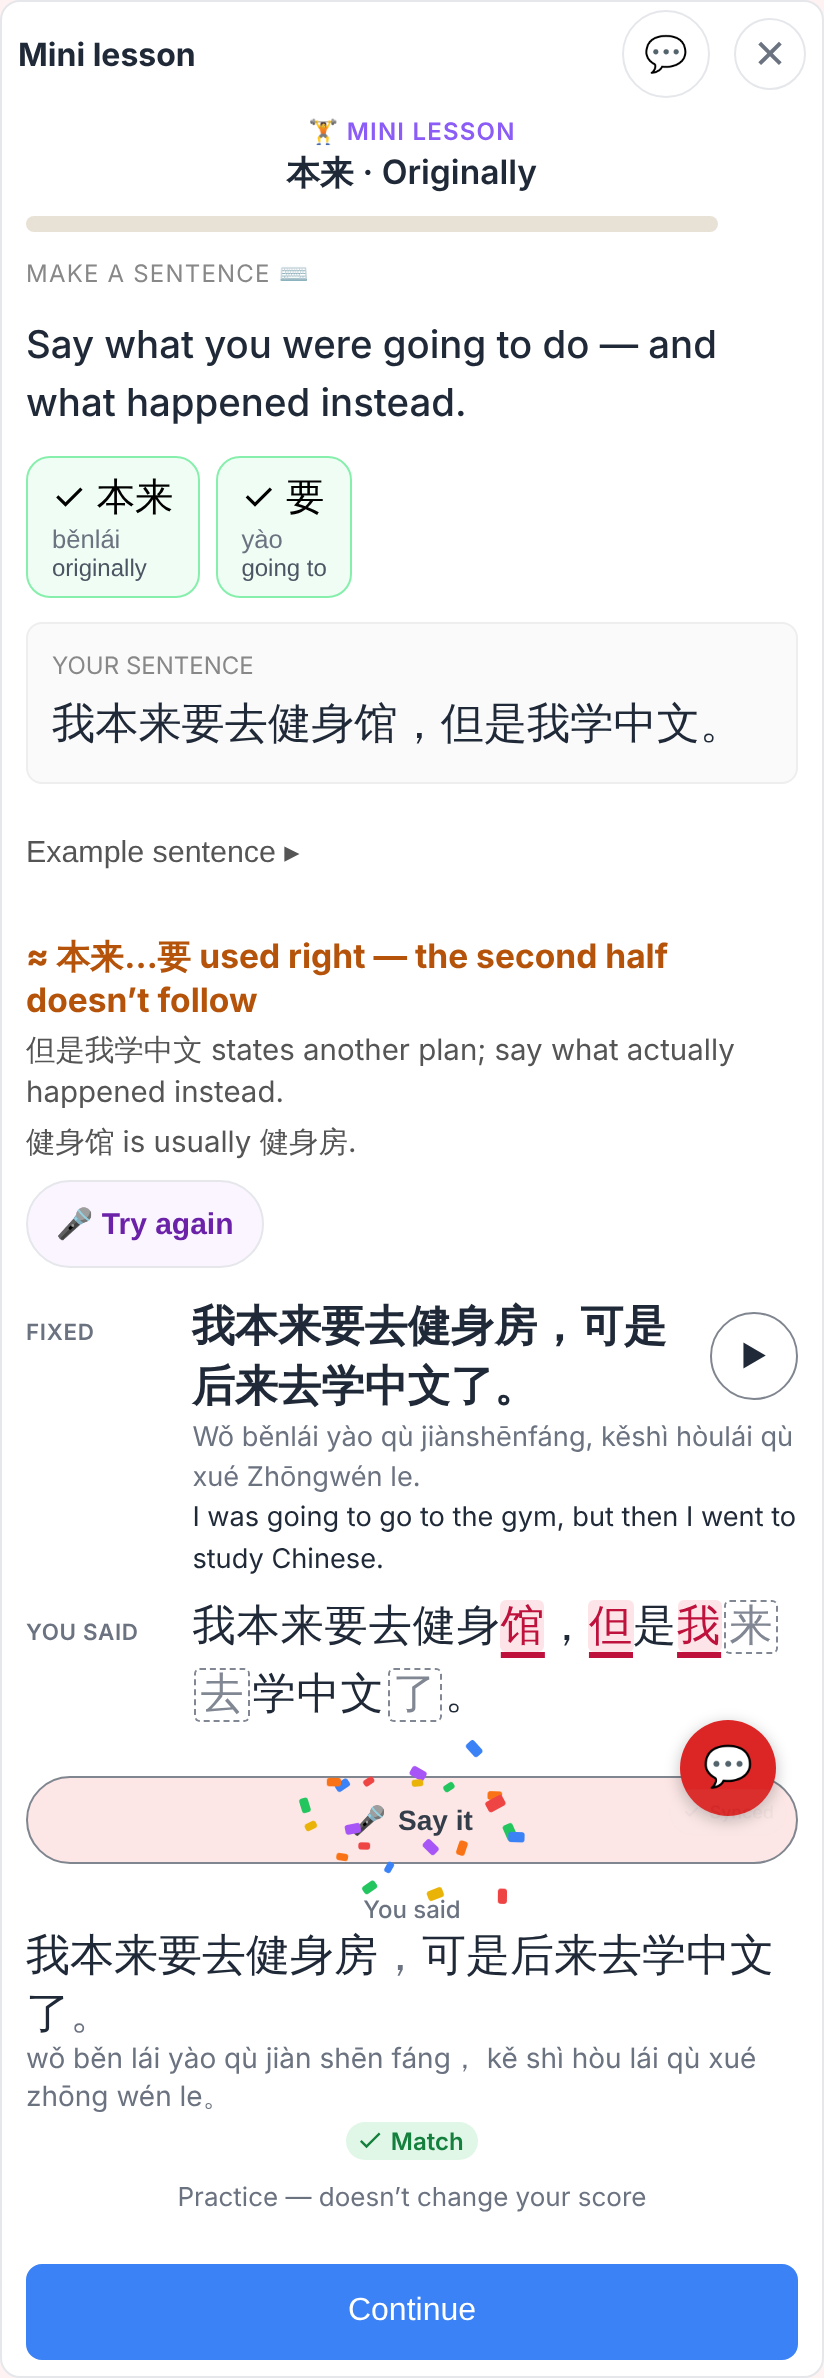 Mini lesson
MINI LESSON
本来 · Originally
MAKE A SENTENCE
Say what you were going to do — and
what happened instead.
✓ 本来
běnlái
originally
✓ 要
yào
going to
YOUR SENTENCE
我本来要去健身馆，但是我学中文。
Example sentence ▸
≈ 本来…要 used right — the second half
doesn’t follow
但是我学中文 states another plan; say what actually
happened instead.
健身馆 is usually 健身房.
Try again
FIXED
我本来要去健身房，可是
后来去学中文了。
Wǒ běnlái yào qù jiànshēnfáng, kěshì hòulái qù
xué Zhōngwén le.
I was going to go to the gym, but then I went to
study Chinese.
YOU SAID
我本来要去健身馆，但是我来
去学中文了。
Say it
You said
我本来要去健身房，可是后来去学中文
了。
wǒ běn lái yào qù jiàn shēn fáng， kě shì hòu lái qù xué
zhōng wén le。
✓ Match
Practice — doesn’t change your score
Continue